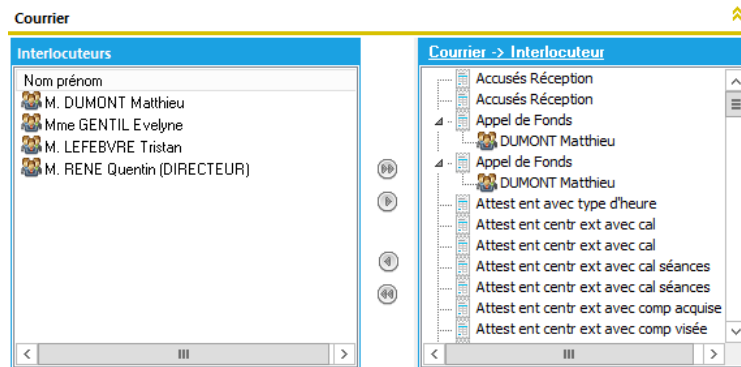 Courrier
Interlocuteurs
Nom prénom
M. DUMONT Matthieu
Mme GENTIL Evelyne
M. LEFEBVRE Tristan
M. RENE Quentin (DIRECTEUR)
Courrier -> Interlocuteur
Accusés Réception
Accusés Réception
Appel de Fonds
DUMONT Matthieu
Appel de Fonds
DUMONT Matthieu
Attest ent avec type d'heure
Attest ent centr ext avec cal
Attest ent centr ext avec cal
Attest ent centr ext avec cal séances
Attest ent centr ext avec cal séances
Attest ent centr ext avec comp acquise
Attest ent centr ext avec comp visée